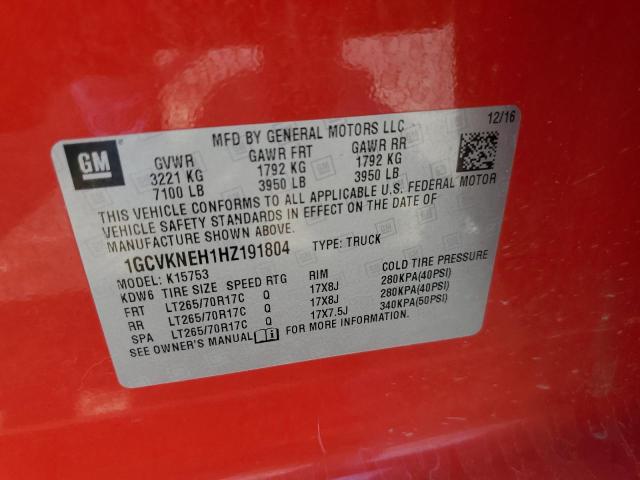 MFD BY GENERAL MOTORS LLC 12/16
GM
GVWR GAWR FRT GAWR RR
3221 KG 1792 KG 1792 KG
7100 LB 3950 LB 3950 LB
THIS VEHICLE CONFORMS TO ALL APPLICABLE U.S. FEDERAL MOTOR
VEHICLE SAFETY STANDARDS IN EFFECT ON THE DATE OF
MANUFACTURE SHOWN ABOVE.
1GCVKNEH1HZ191804 TYPE: TRUCK
MODEL: K15753
KDW6 TIRE SIZE SPEED RTG RIM COLD TIRE PRESSURE
FRT LT265/70R17C Q 17X8J 280KPA(40PSI)
RR LT265/70R17C Q 17X8J 280KPA(40PSI)
SPA LT265/70R17C Q 17X7.5J 340KPA(50PSI)
SEE OWNER'S MANUAL FOR MORE INFORMATION.